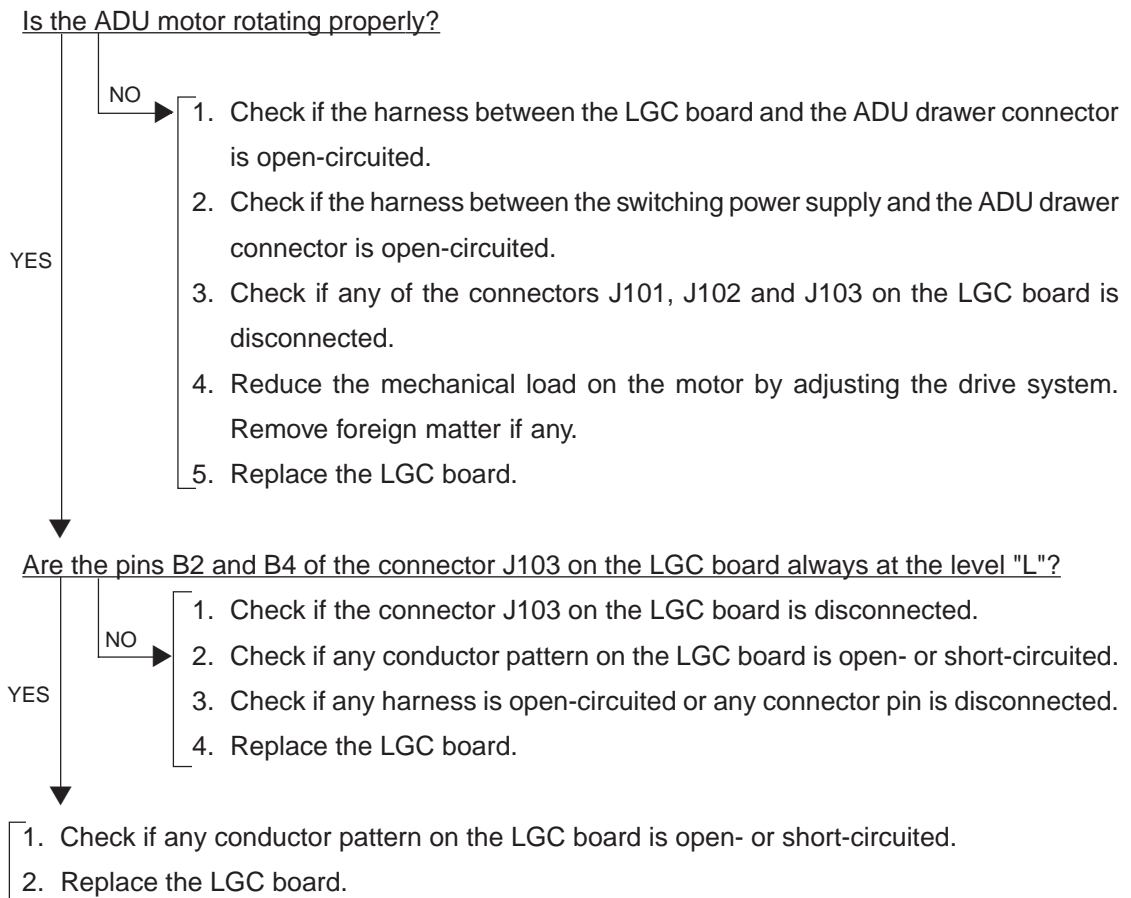 Is the ADU motor rotating properly?
NO
1. Check if the harness between the LGC board and the ADU drawer connector
is open-circuited.
2. Check if the harness between the switching power supply and the ADU drawer
connector is open-circuited.
YES
3. Check if any of the connectors J101, J102 and J103 on the LGC board is
disconnected.
4. Reduce the mechanical load on the motor by adjusting the drive system.
Remove foreign matter if any.
5. Replace the LGC board.
Are the pins B2 and B4 of the connector J103 on the LGC board always at the level "L"?
1. Check if the connector J103 on the LGC board is disconnected.
NO
2. Check if any conductor pattern on the LGC board is open- or short-circuited.
YES
3. Check if any harness is open-circuited or any connector pin is disconnected.
4. Replace the LGC board.
1. Check if any conductor pattern on the LGC board is open- or short-circuited.
2. Replace the LGC board.